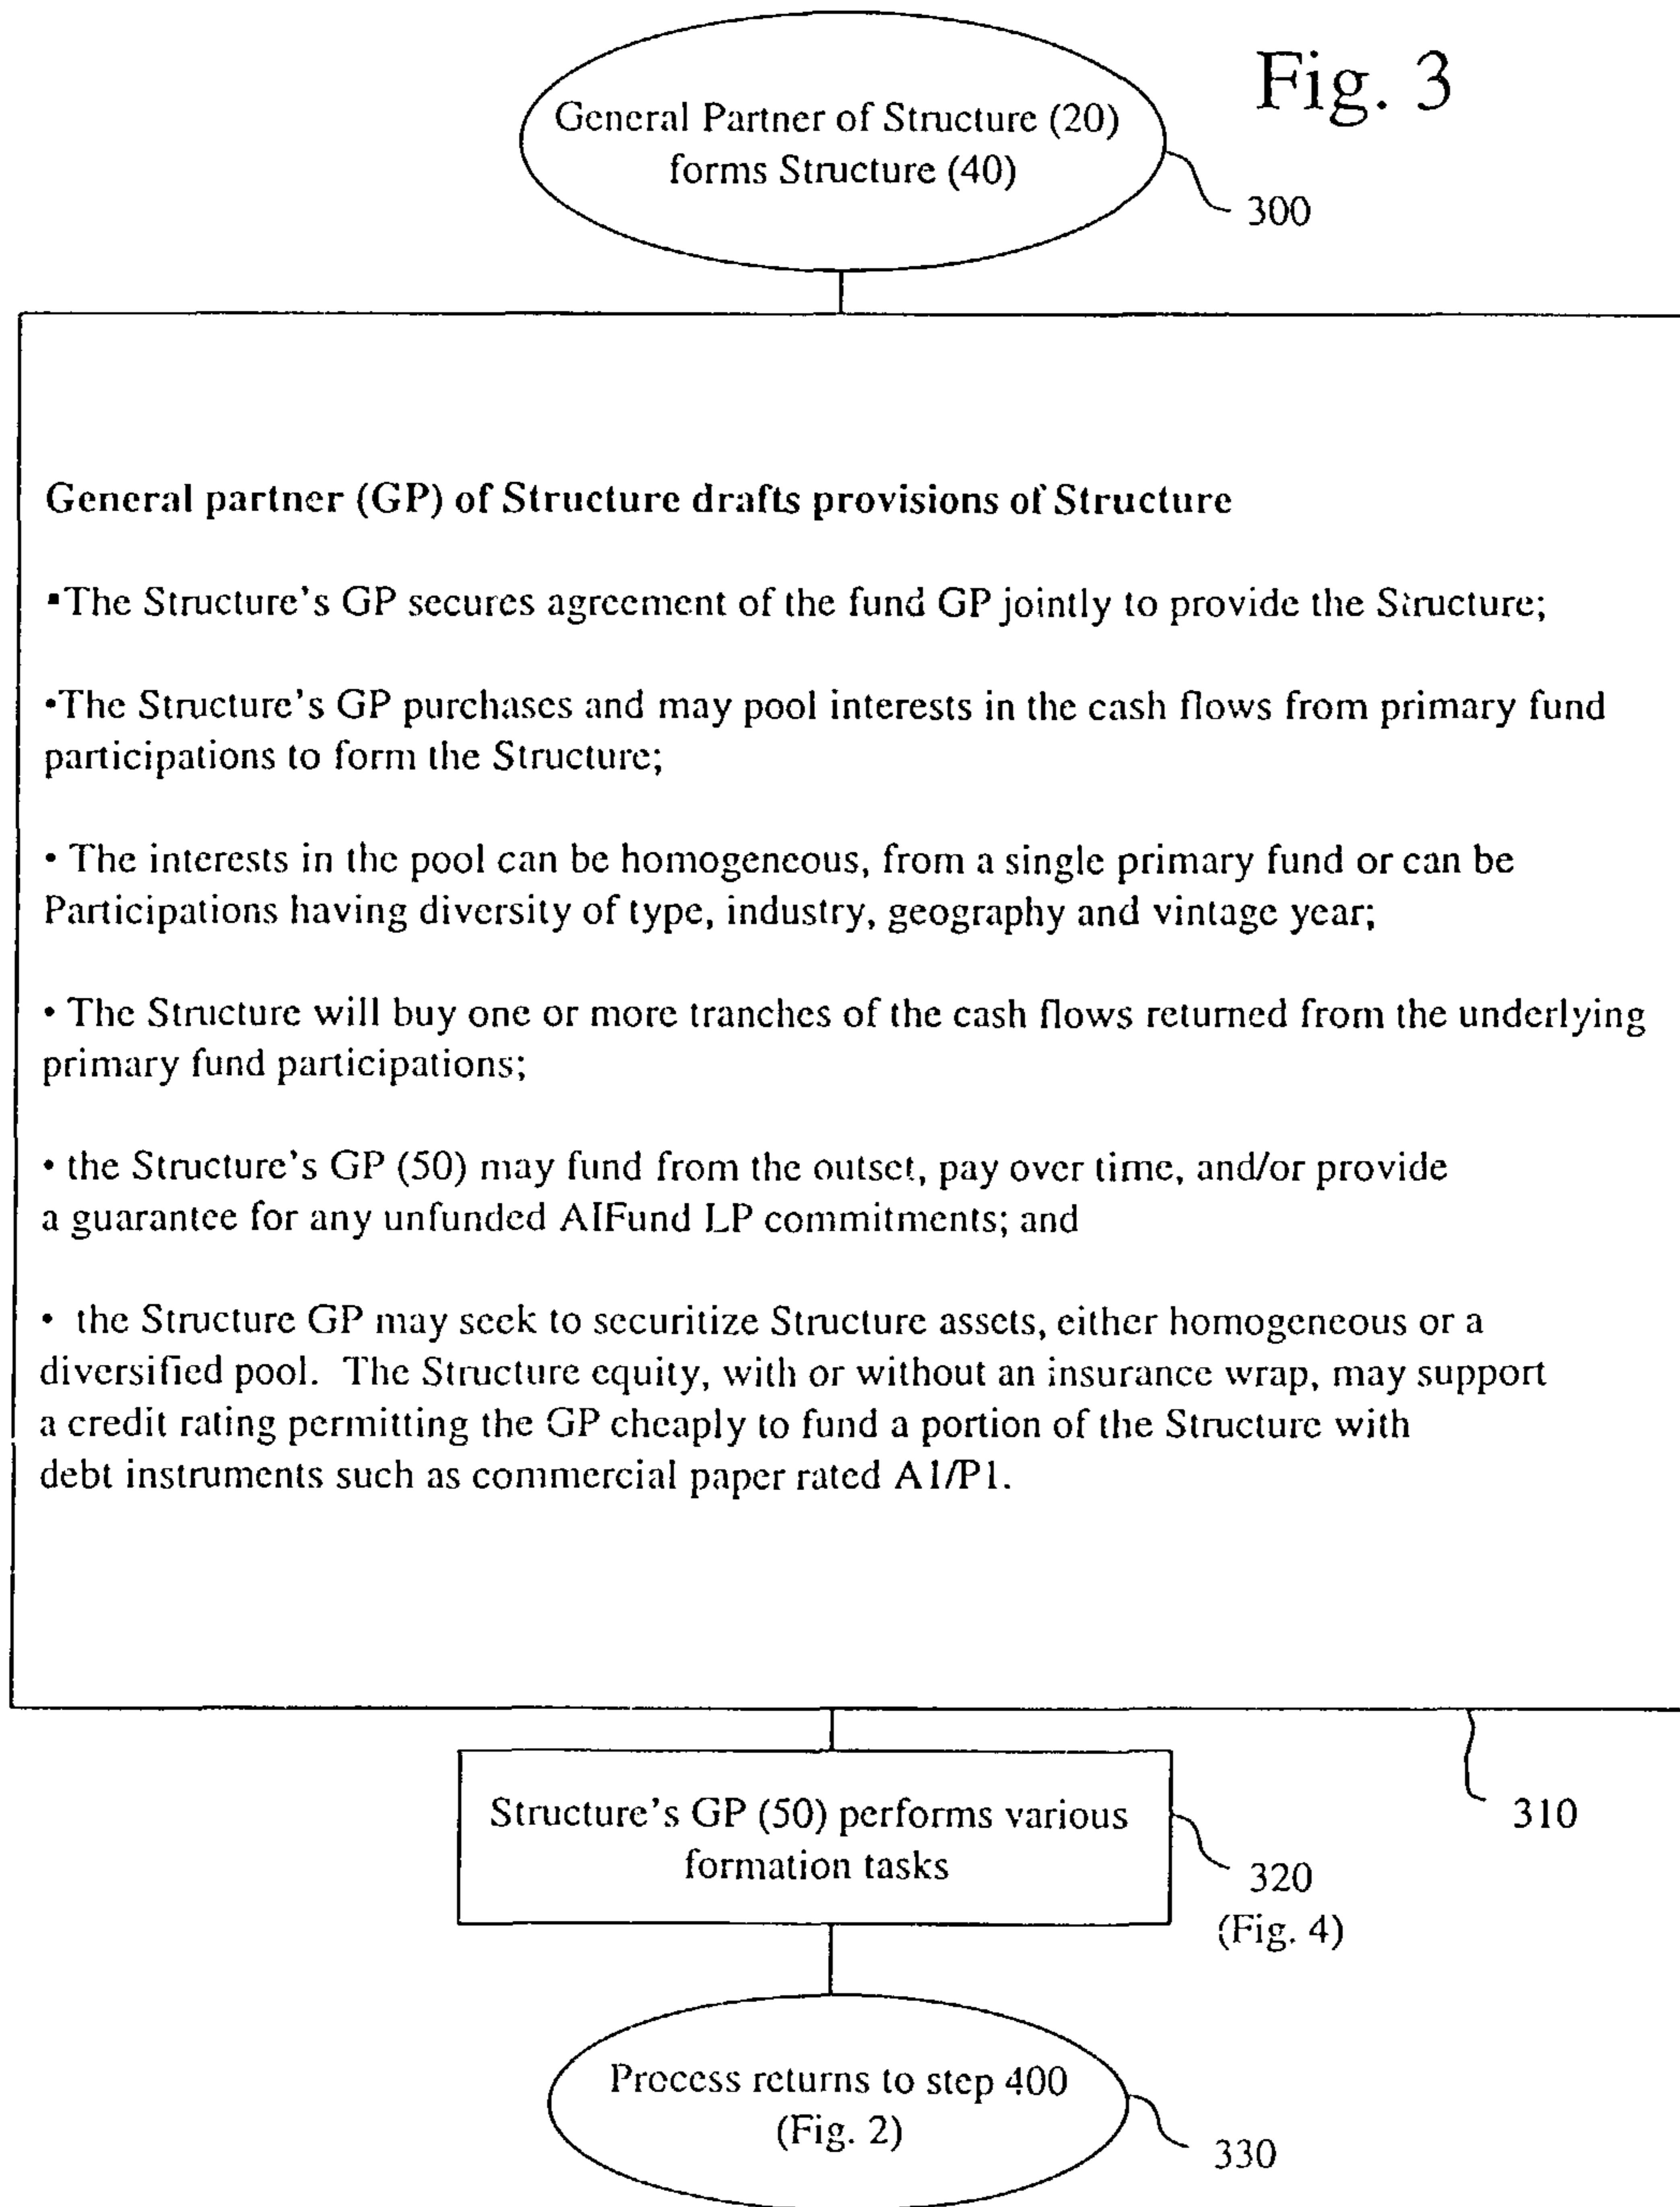 Fig. 3
General Partner of Structure (20)
forms Structure (40)
300
General partner (GP) of Structure drafts provisions of Structure
▪The Structure's GP secures agreement of the fund GP jointly to provide the Structure;
•The Structure's GP purchases and may pool interests in the cash flows from primary fund
participations to form the Structure;
• The interests in the pool can be homogeneous, from a single primary fund or can be
Participations having diversity of type, industry, geography and vintage year;
• The Structure will buy one or more tranches of the cash flows returned from the underlying
primary fund participations;
• the Structure's GP (50) may fund from the outset, pay over time, and/or provide
a guarantee for any unfunded AIFund LP commitments; and
• the Structure GP may seek to securitize Structure assets, either homogeneous or a
diversified pool. The Structure equity, with or without an insurance wrap, may support
a credit rating permitting the GP cheaply to fund a portion of the Structure with
debt instruments such as commercial paper rated A1/P1.
310
Structure's GP (50) performs various
formation tasks
320
(Fig. 4)
Process returns to step 400
(Fig. 2)
330